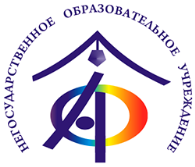 НЕГОСУДАРСТВЕННОЕ ОБРАЗОВАТЕЛЬНОЕ УЧРЕЖДЕНИЕ